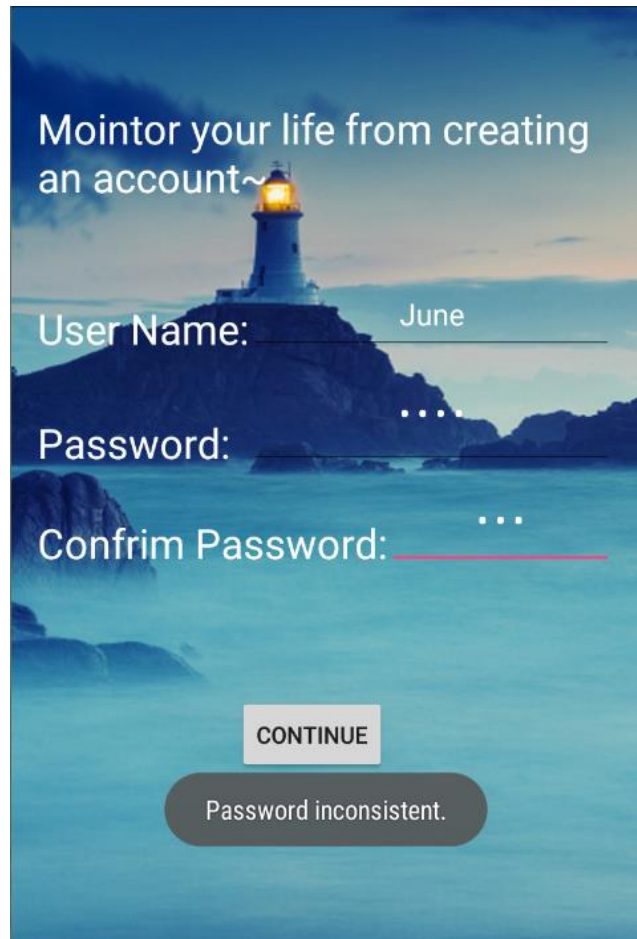 Mointor your life from creating
an account~
User Name: June
Password: ....
Confrim Password: ...
CONTINUE
Password inconsistent.